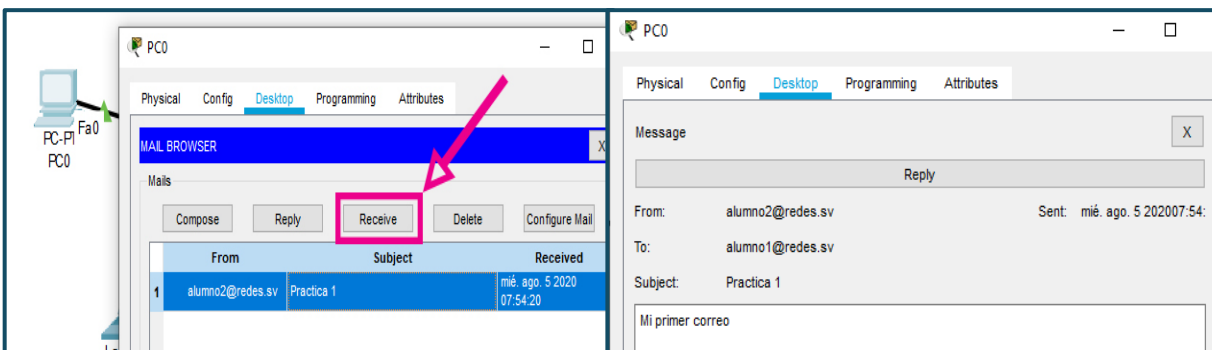 PC0
Physical Config Desktop Programming Attributes
MAIL BROWSER X
Mails
Compose Reply Receive Delete Configure Mail
From Subject Received
1 alumno2@redes.sv Practica 1 mié. ago. 5 2020
07:54:20
Fa0
PC0
PC0
Physical Config Desktop Programming Attributes
Message X
Reply
From: alumno2@redes.sv Sent: mié. ago. 5 202007:54:
To: alumno1@redes.sv
Subject: Practica 1
Mi primer correo